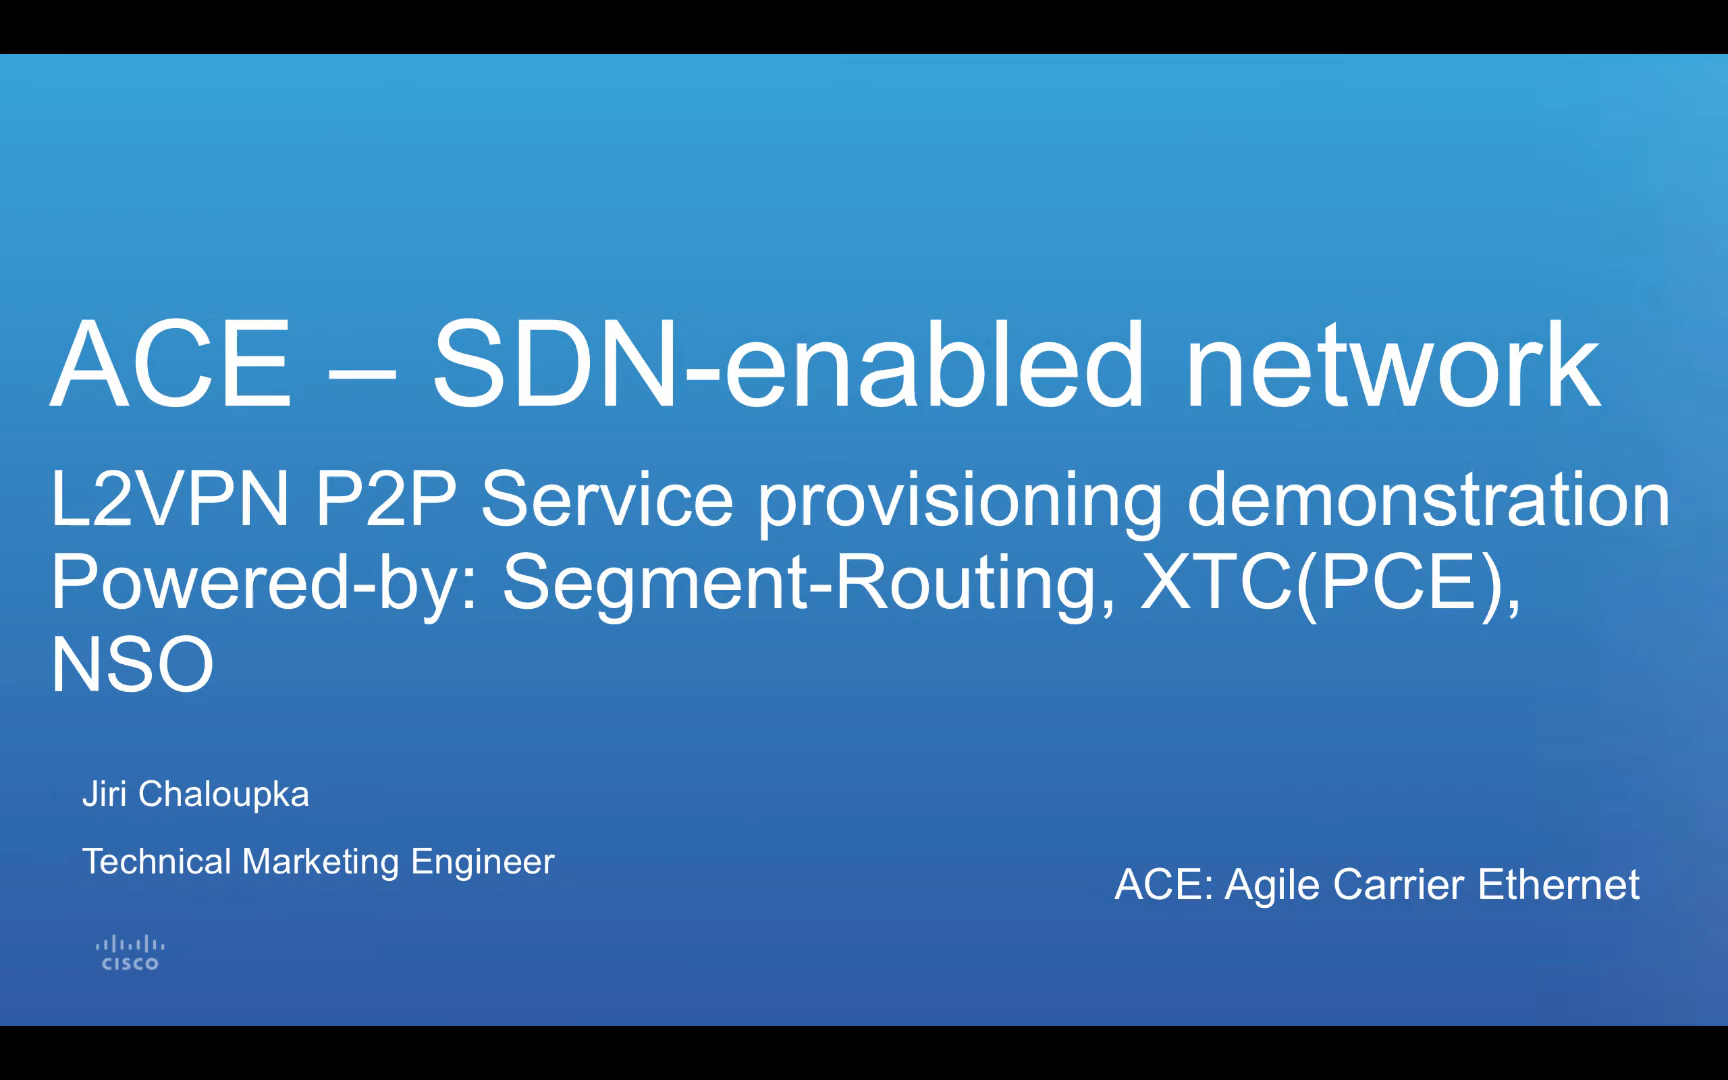 ACE – SDN-enabled network
L2VPN P2P Service provisioning demonstration
Powered-by: Segment-Routing, XTC(PCE),
NSO
Jiri Chaloupka
Technical Marketing Engineer
ACE: Agile Carrier Ethernet
CISCO